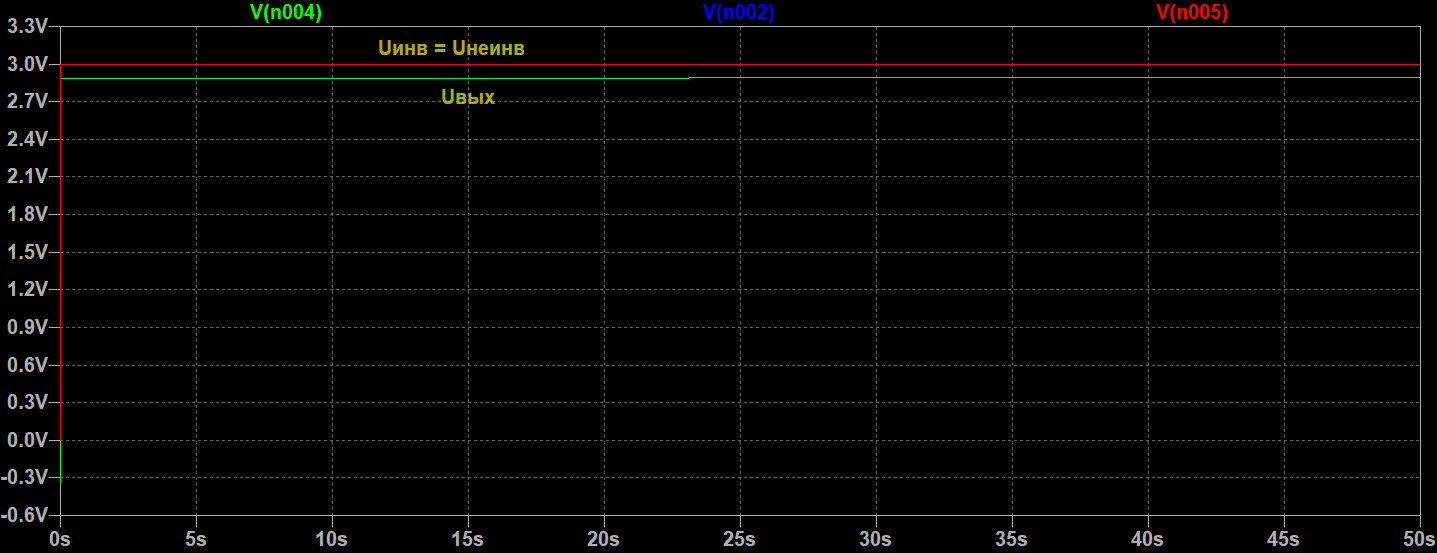 V(n004) V(n002) V(n005)
3.3V
Uинв = Uнеинв
3.0V
Uвых
2.7V
2.4V
2.1V
1.8V
1.5V
1.2V
0.9V
0.6V
0.3V
0.0V
-0.3V
-0.6V
0s 5s 10s 15s 20s 25s 30s 35s 40s 45s 50s